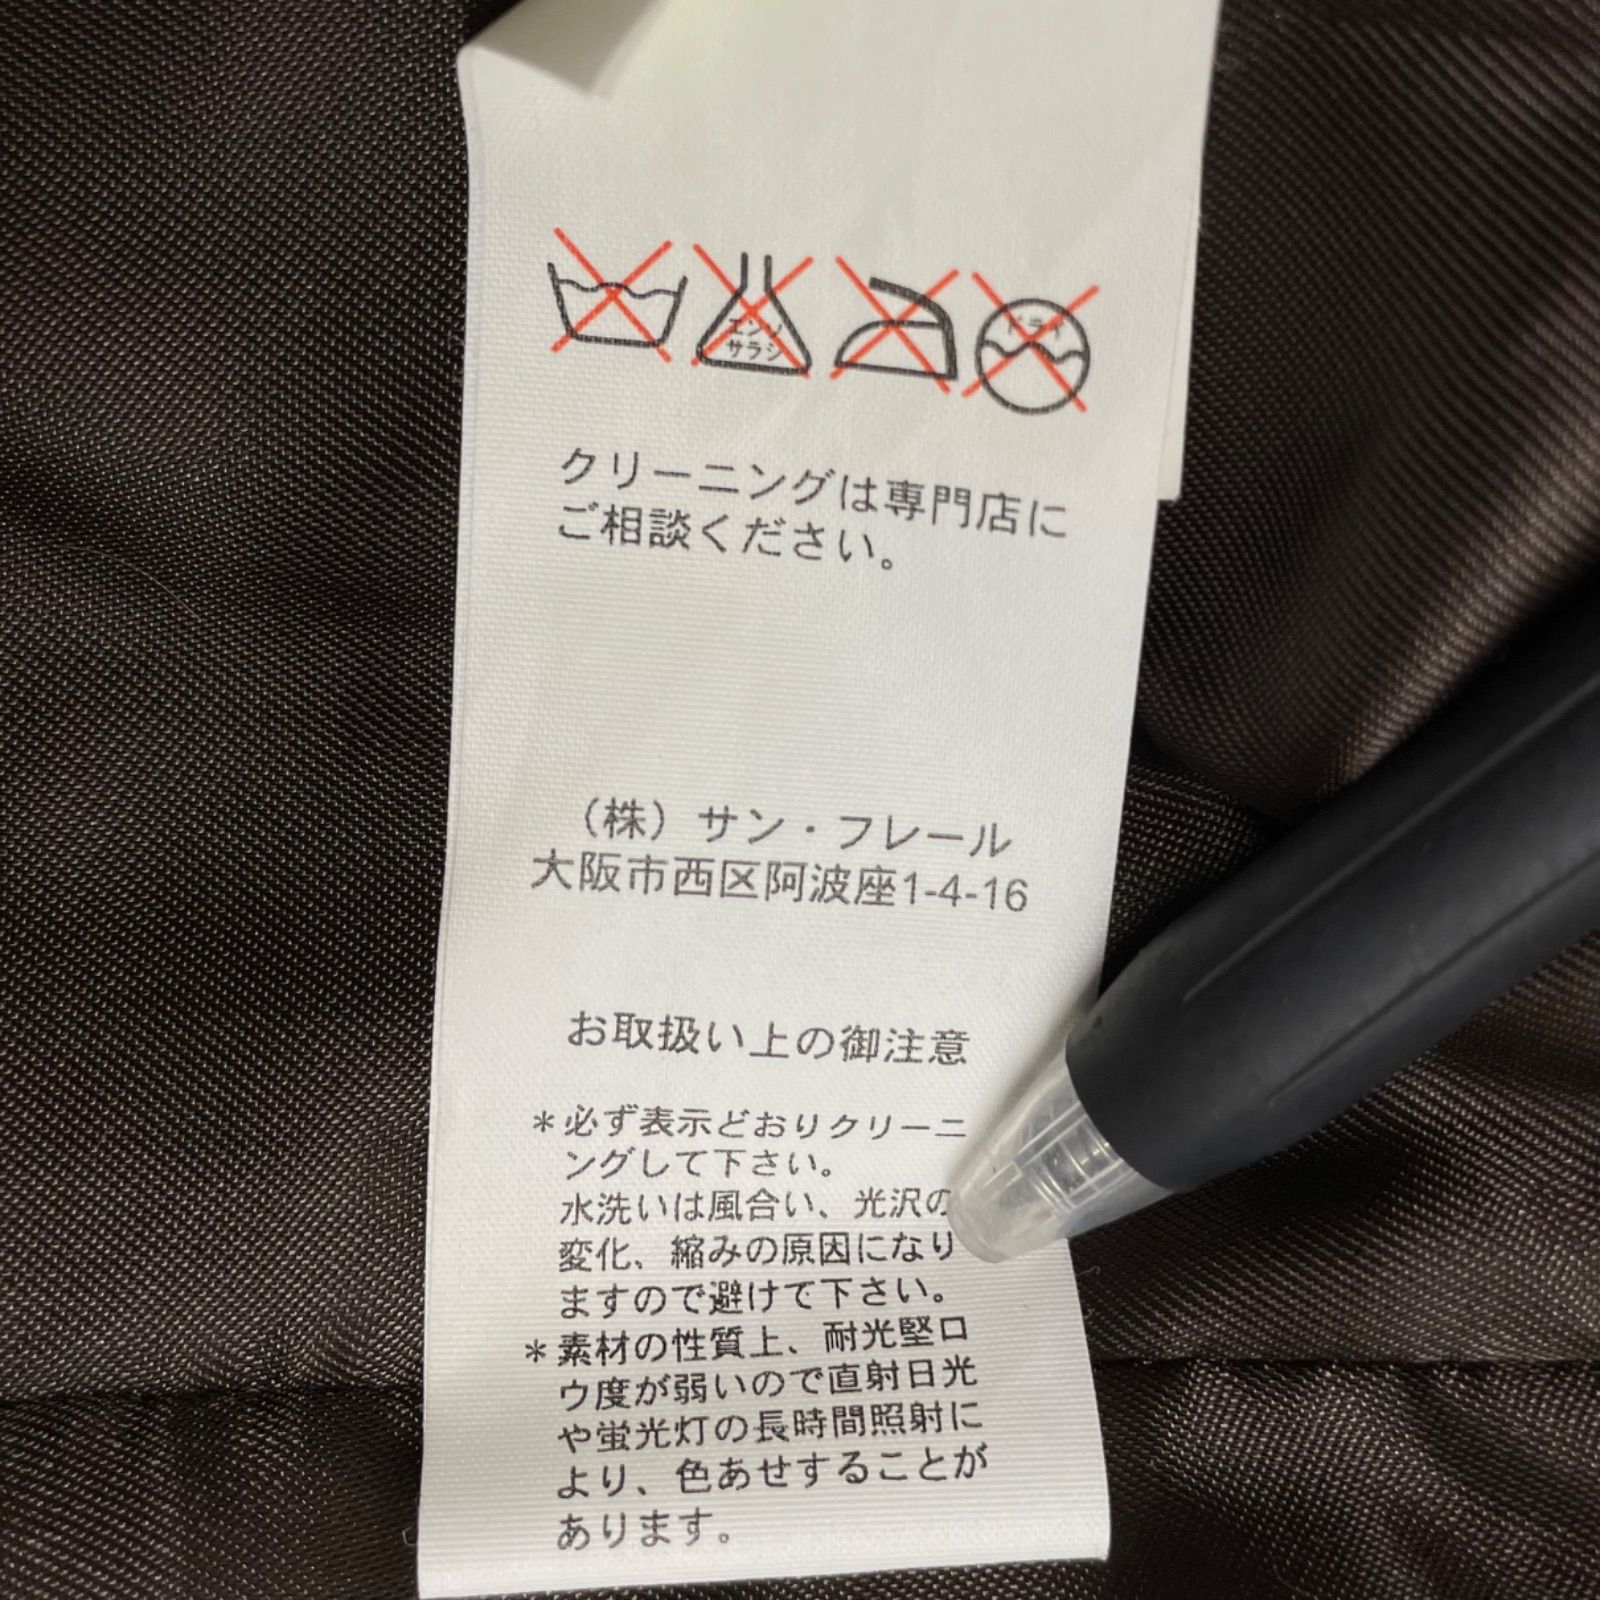 エンソ
サラシ
ドライ
クリーニングは専門店に
ご相談ください。
（株）サン・フレール
大阪市西区阿波座1-4-16
お取扱い上の御注意
＊必ず表示どおりクリーニ
ングして下さい。
水洗いは風合い、光沢の
変化、縮みの原因になり
ますので避けて下さい。
＊素材の性質上、耐光堅ロ
ウ度が弱いので直射日光
や蛍光灯の長時間照射に
より、色あせすることが
あります。